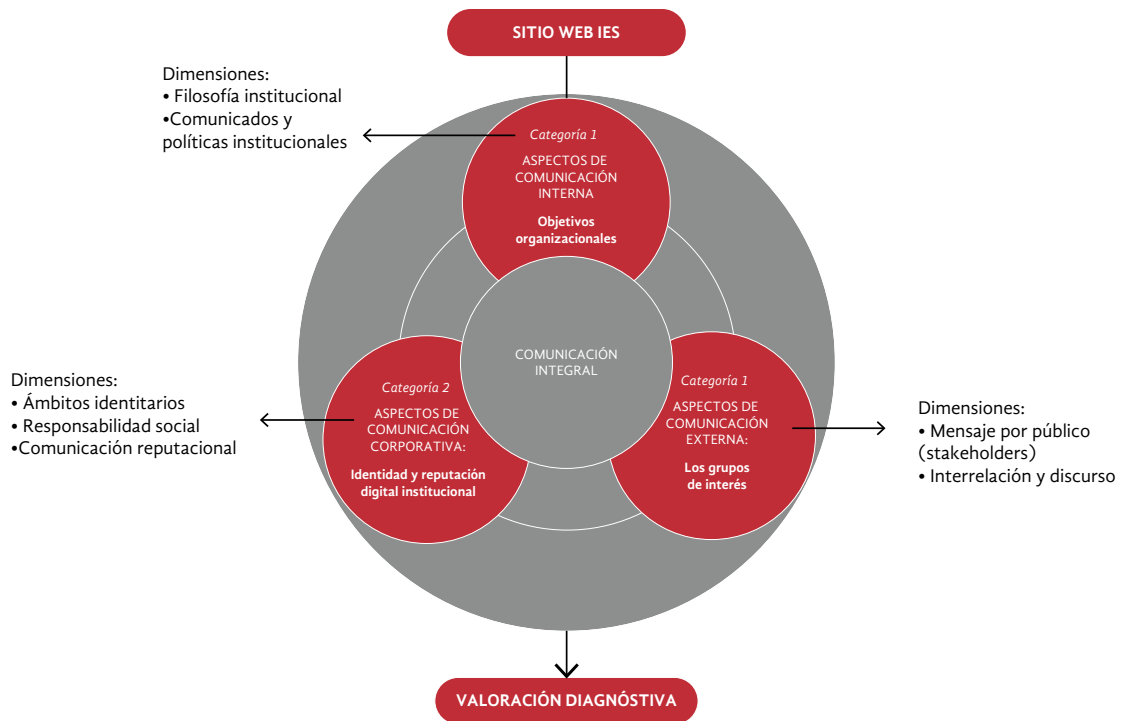 SITIO WEB IES
Dimensiones:
• Filosofía institucional
•Comunicados y
políticas institucionales
Categoría 1
ASPECTOS DE
COMUNICACIÓN
INTERNA
Objetivos
organizacionales
COMUNICACIÓN
INTEGRAL
Dimensiones:
• Ámbitos identitarios
• Responsabilidad social
•Comunicación reputacional
Categoría 2
ASPECTOS DE
COMUNICACIÓN
CORPORATIVA:
Identidad y reputación
digital institucional
Categoría 1
ASPECTOS DE
COMUNICACIÓN
EXTERNA:
Los grupos
de interés
Dimensiones:
• Mensaje por público
(stakeholders)
• Interrelación y discurso
VALORACIÓN DIAGNÓSTIVA